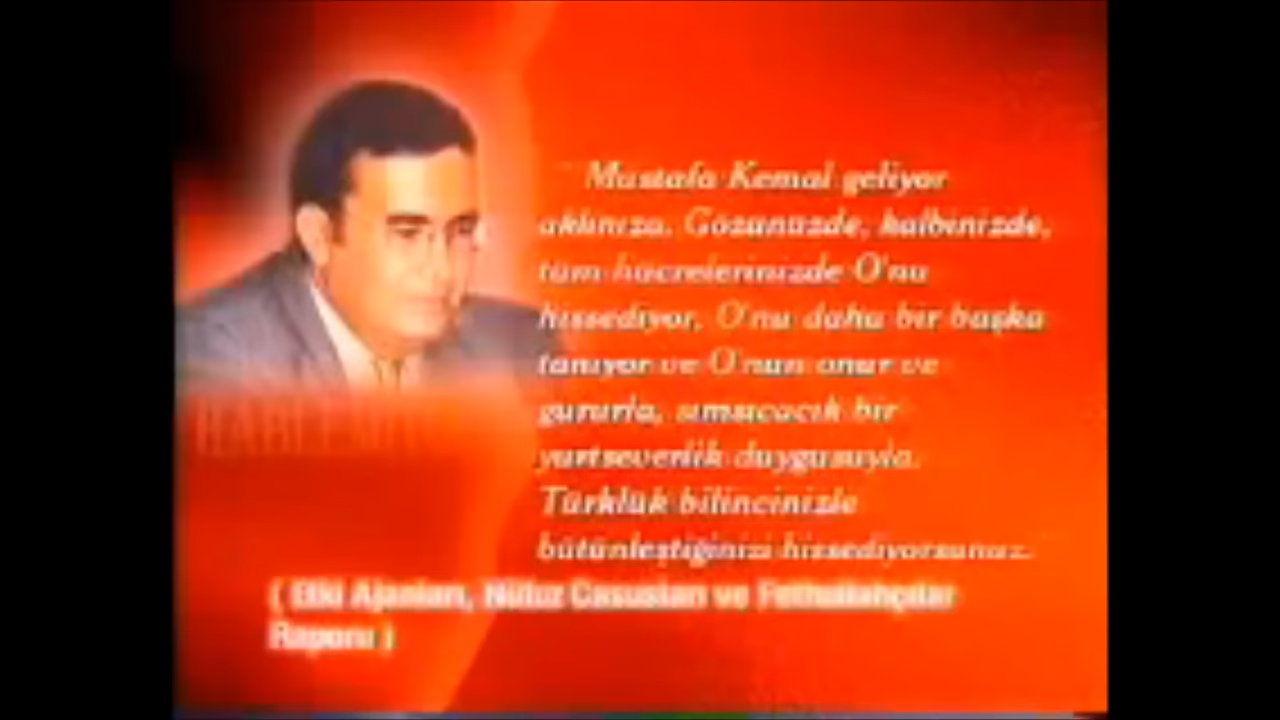 "Mustafa Kemal geliyor
aklınıza. Gözünüzde, kalbinizde,
tüm hücrelerinizde O'nu
hissediyor, O'nu daha bir başka
tanıyor ve O'nun onur ve
gururla, sımsıcacık bir
yurtseverlik duygusuyla,
Türklük bilincinizle
bütünleştiğinizi hissediyorsunuz."
( Etki Ajanları, Nüfuz Casusları ve Fethullahçılar
Raporu )